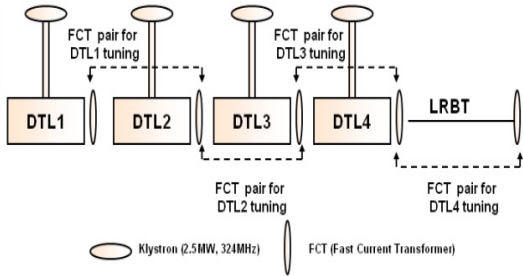 FCT pair for
DTL1 tuning
FCT pair for
DTL3 tuning
DTL1
DTL2
DTL3
DTL4
LRBT
FCT pair for
DTL2 tuning
FCT pair for
DTL4 tuning
Klystron (2.5MW, 324MHz)
FCT (Fast Current Transformer)